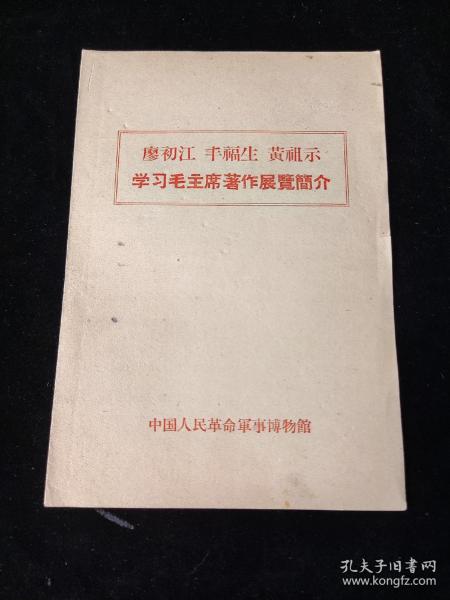 廖初江 丰福生 黃祖示
学习毛主席著作展覽簡介
中国人民革命軍事博物館
孔夫子旧书网
www.kongfz.com